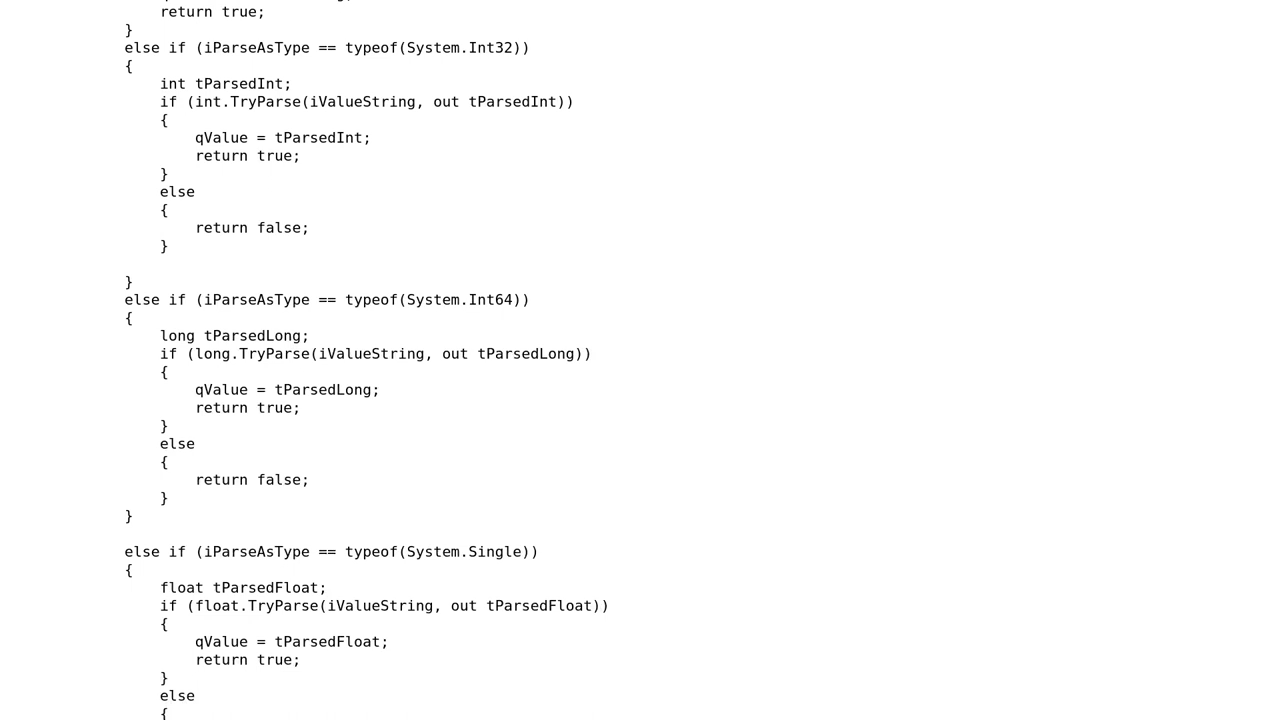 return true;
}
else if (iParseAsType == typeof(System.Int32))
{
int tParsedInt;
if (int.TryParse(iValueString, out tParsedInt))
{
qValue = tParsedInt;
return true;
}
else
{
return false;
}
}
else if (iParseAsType == typeof(System.Int64))
{
long tParsedLong;
if (long.TryParse(iValueString, out tParsedLong))
{
qValue = tParsedLong;
return true;
}
else
{
return false;
}
}
else if (iParseAsType == typeof(System.Single))
{
float tParsedFloat;
if (float.TryParse(iValueString, out tParsedFloat))
{
qValue = tParsedFloat;
return true;
}
else
{